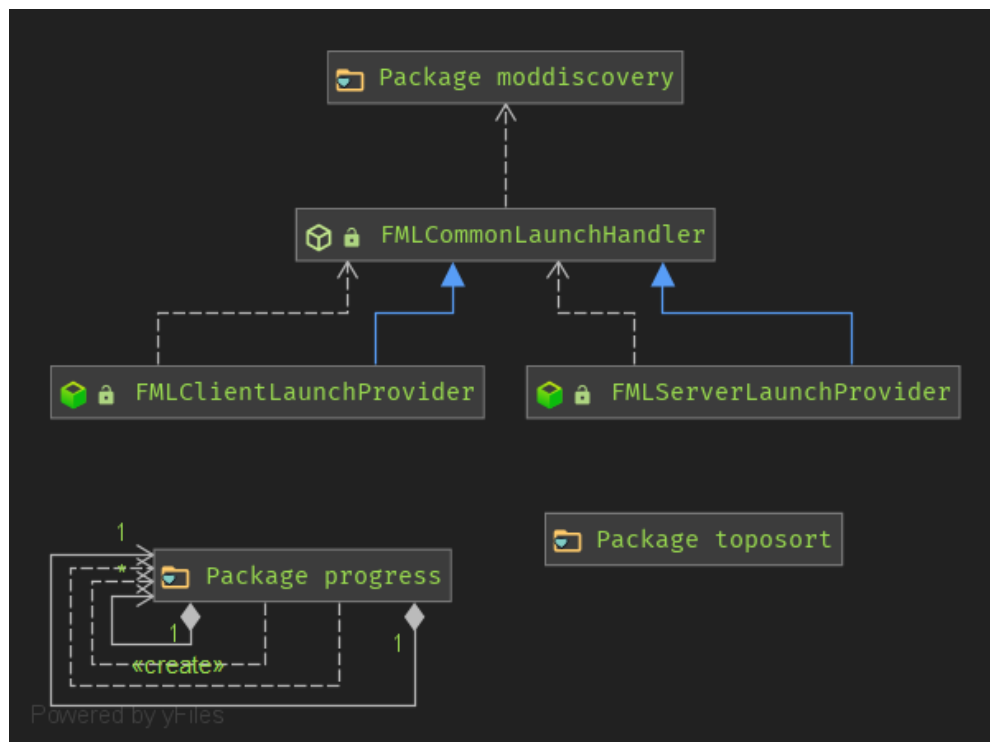 Package moddiscovery
FMLCommonLaunchHandler
FMLClientLaunchProvider
FMLServerLaunchProvider
1
*
Package progress
Package toposort
1
1
«create»
Powered by yFiles